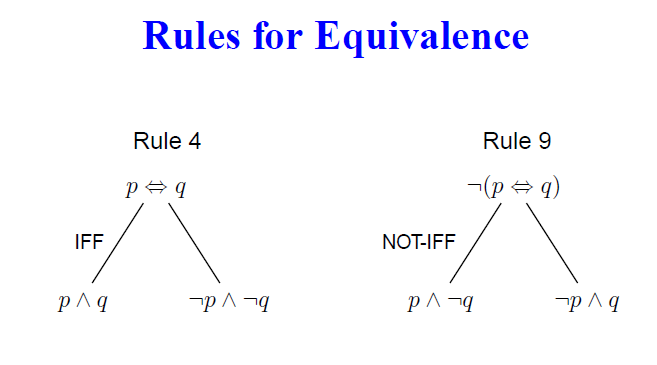 Rules for Equivalence
Rule 4
p ⇔ q
IFF
p ∧ q
¬p ∧ ¬q
Rule 9
¬(p ⇔ q)
NOT-IFF
p ∧ ¬q
¬p ∧ q